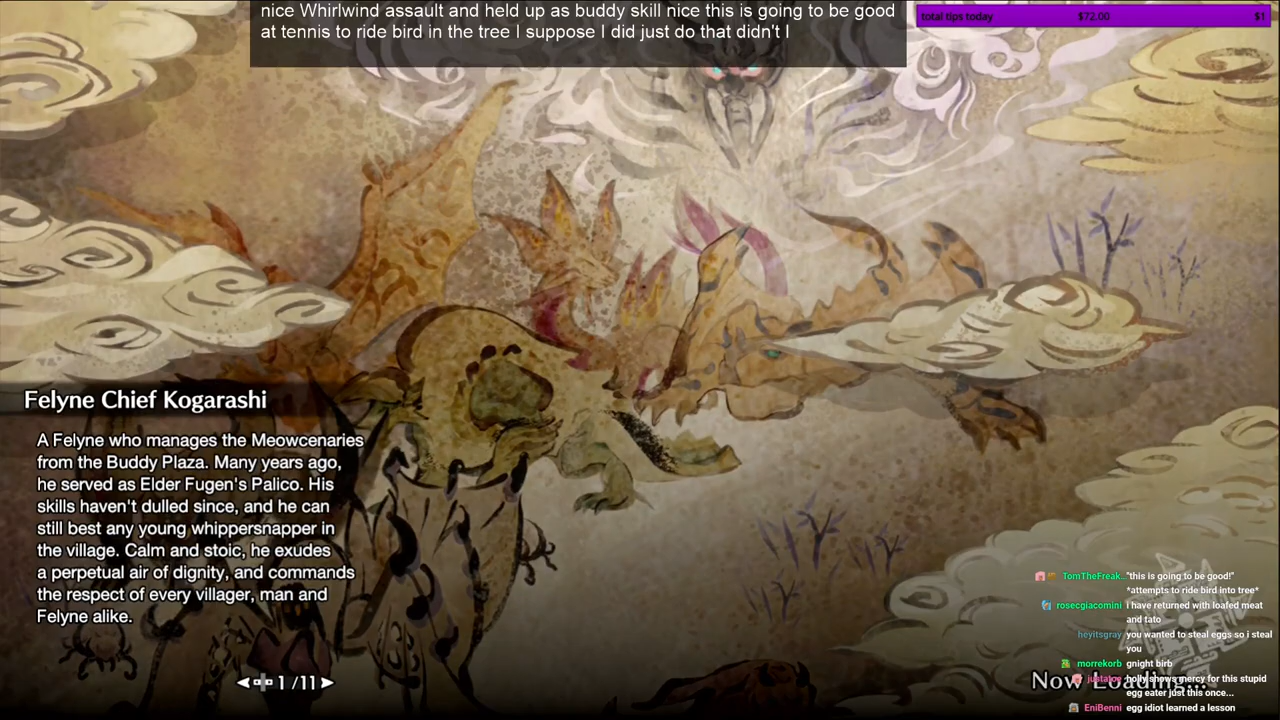 nice Whirlwind assault and held up as buddy skill nice this is going to be good
at tennis to ride bird in the tree I suppose I did just do that didn't I
total tips today $72.00 $1
Felyne Chief Kogarashi
A Felyne who manages the Meowcenaries
from the Buddy Plaza. Many years ago,
he served as Elder Fugen's Palico. His
skills haven't dulled since, and he can
still best any young whippersnapper in
the village. Calm and stoic, he exudes
a perpetual air of dignity, and commands
the respect of every villager, man and
Felyne alike.
1 /11
TomTheFreak... "this is going to be good!"
*attempts to ride bird into tree*
rosecgiacomini i have returned with loafed meat
and tato
heyitsgray you wanted to steal eggs so i steal
you
morrekorb gnight birb
holly shows mercy for this stupid
egg eater just this once...
EniBenni egg idiot learned a lesson
Now Loading...